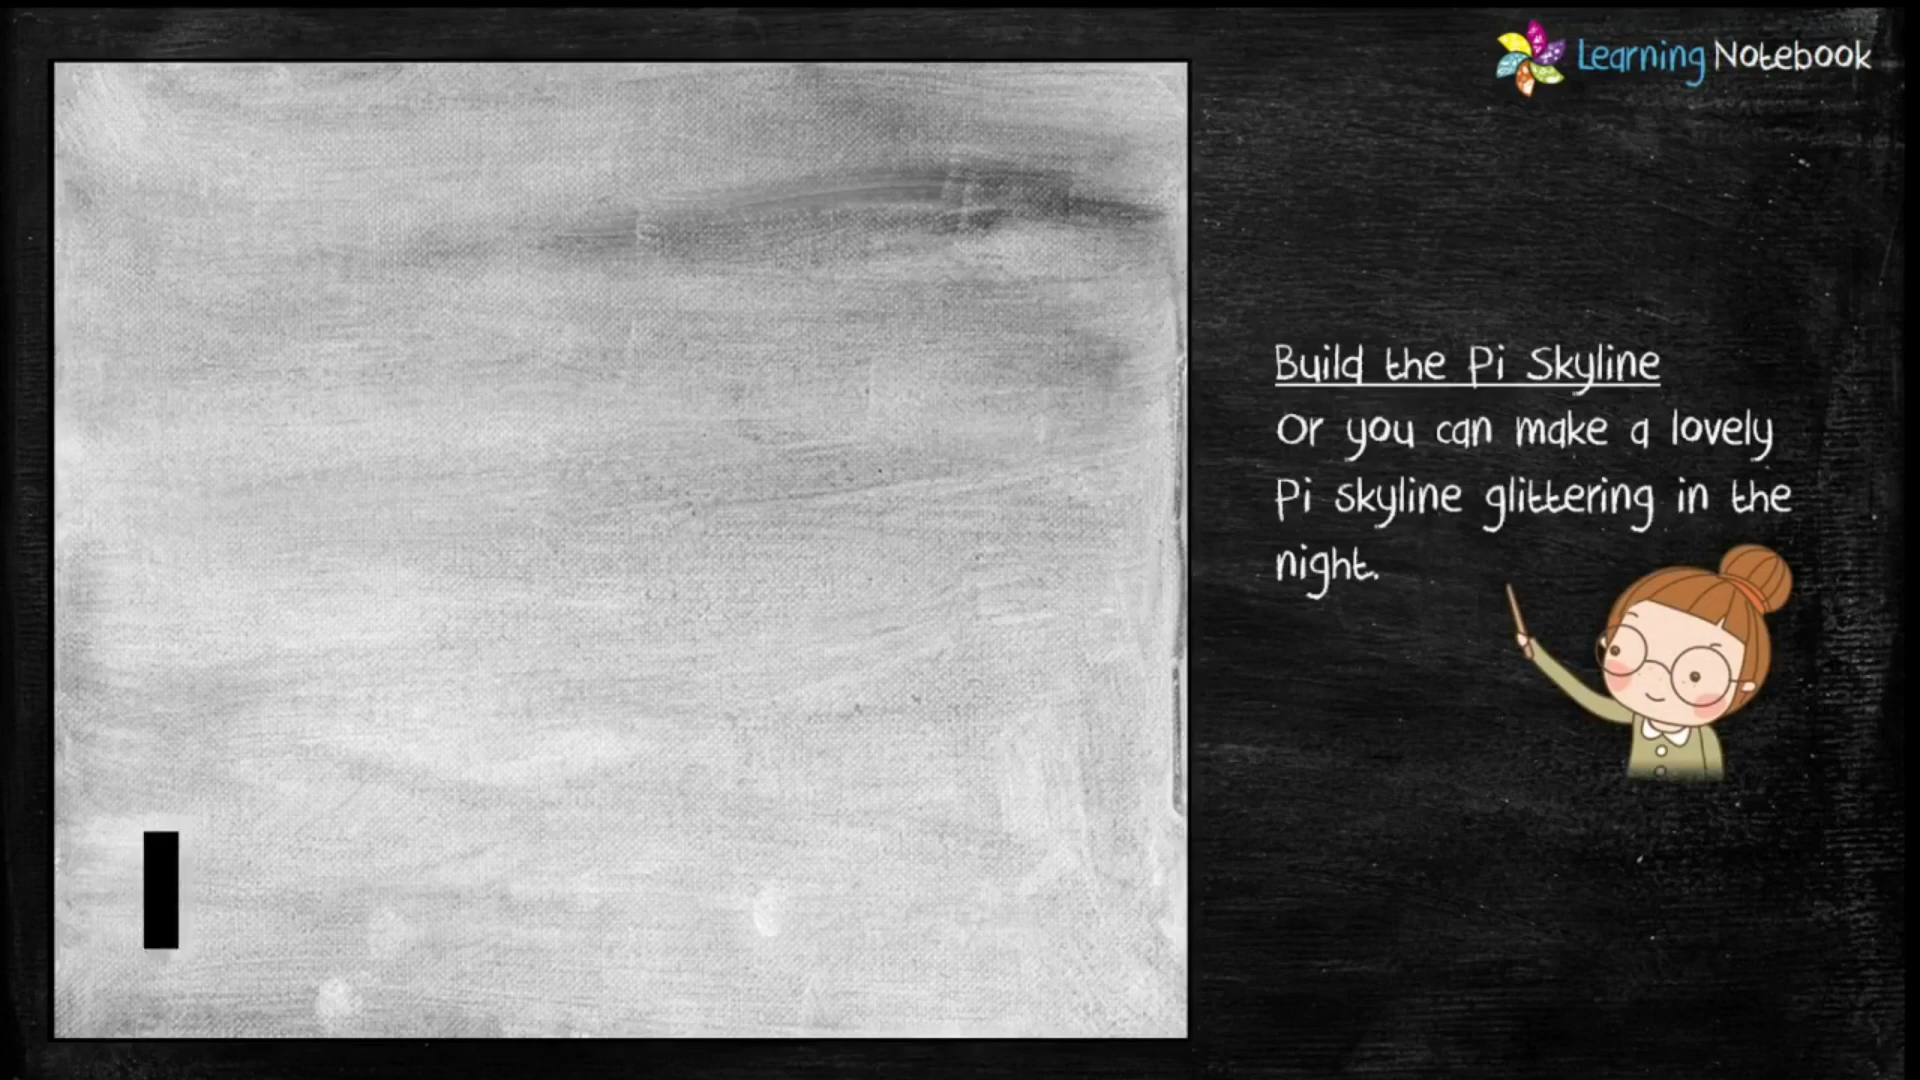 Learning Notebook
Build the Pi Skyline
Or you can make a lovely
Pi skyline glittering in the
night.